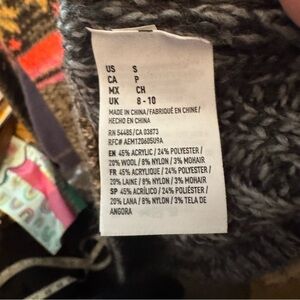 US S
CA P
MX CH
UK 8 - 10
MADE IN CHINA/FABRIQUÉ EN CHINE/
HECHO EN CHINA
RN 54485/CA 03873
RFC# AEM120605U9A
EN 45% ACRYLIC / 24% POLYESTER /
20% WOOL / 8% NYLON / 3% MOHAIR
FR 45% ACRYLIQUE / 24% POLYESTER /
20% LAINE / 8% NYLON / 3% MOHAIR
SP 45% ACRÍLICO / 24% POLIÉSTER /
20% LANA / 8% NYLON / 3% TELA DE
ANGORA